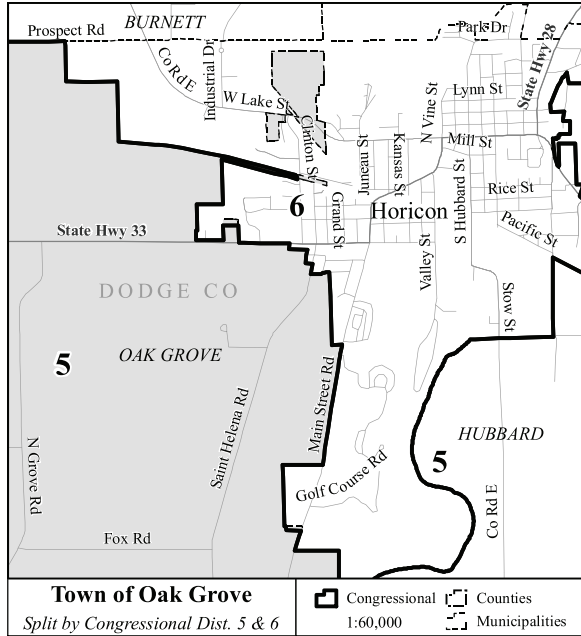 BURNETT
Prospect Rd
Park Dr
State Hwy 28
Co Rd E
Industrial Dr
Lynn St
W Lake St
N Vine St
Clinton St
Juneau St
Kansas St
Mill St
6
Grand St
Horicon
S Hubbard St
Rice St
State Hwy 33
Valley St
Pacific St
DODGE CO
Stow St
5
OAK GROVE
Main Street Rd
Saint Helena Rd
HUBBARD
5
N Grove Rd
Golf Course Rd
Co Rd E
Fox Rd
Town of Oak Grove
Split by Congressional Dist. 5 & 6
Congressional
Counties
1:60,000
Municipalities